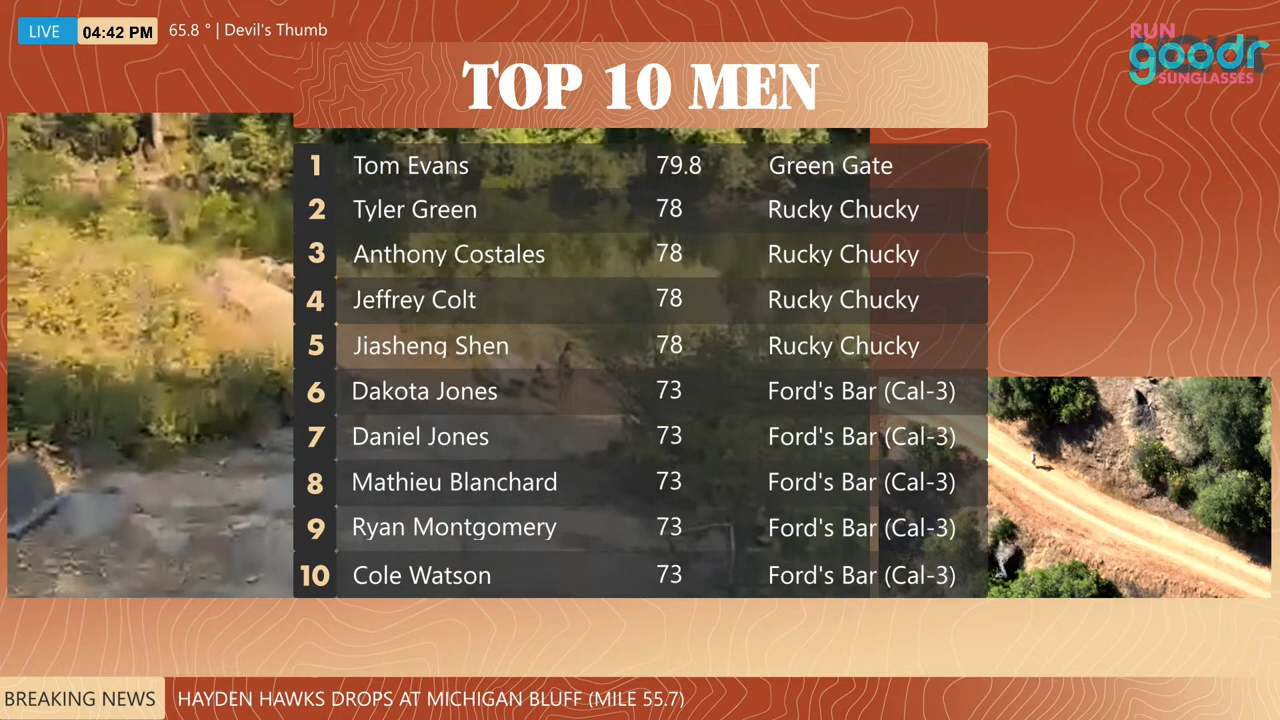 LIVE 04:42 PM 65.8 ° | Devil's Thumb
RUN
goodr
SUNGLASSES
TOP 10 MEN
1 Tom Evans 79.8 Green Gate
2 Tyler Green 78 Rucky Chucky
3 Anthony Costales 78 Rucky Chucky
4 Jeffrey Colt 78 Rucky Chucky
5 Jiasheng Shen 78 Rucky Chucky
6 Dakota Jones 73 Ford's Bar (Cal-3)
7 Daniel Jones 73 Ford's Bar (Cal-3)
8 Mathieu Blanchard 73 Ford's Bar (Cal-3)
9 Ryan Montgomery 73 Ford's Bar (Cal-3)
10 Cole Watson 73 Ford's Bar (Cal-3)
BREAKING NEWS HAYDEN HAWKS DROPS AT MICHIGAN BLUFF (MILE 55.7)